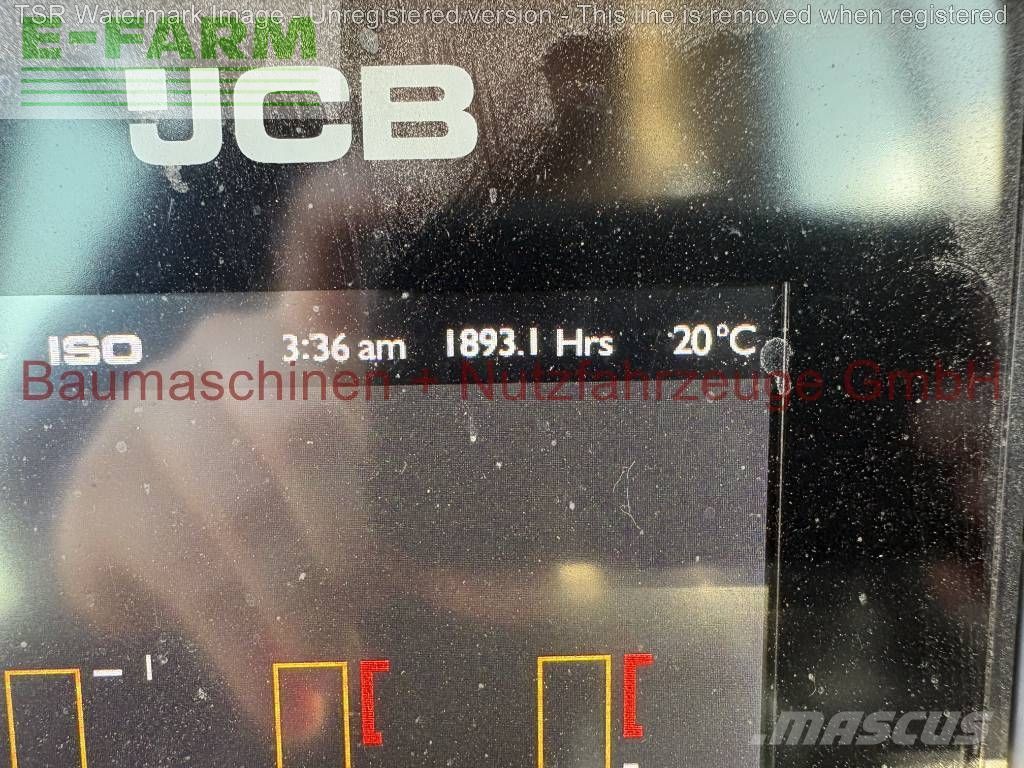 TSR Watermark Image - Unregistered version - This line is removed when registered
E-FARM
JCB
ISO 3:36 am 1893.1 Hrs 20°C
Baumaschinen + Nutzfahrzeuge GmbH
MASCUS